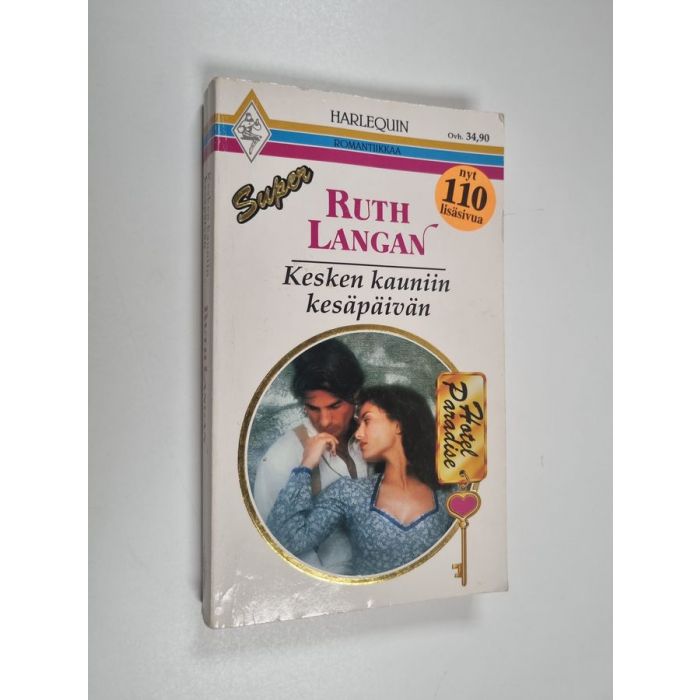 HARLEQUIN
Ovh. 34,90
ROMANTIIKKAA
Super
nyt
110
lisäsivua
RUTH
LANGAN
Kesken kauniin
kesäpäivän
Hotel
Paradise